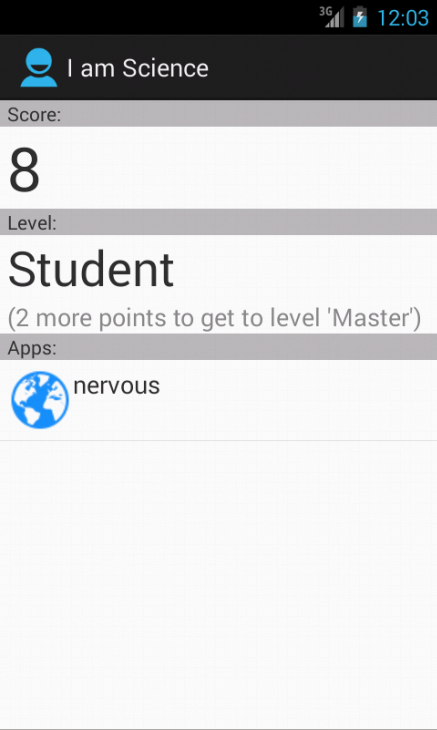 3G 12:03
I am Science
Score:
8
Level:
Student
(2 more points to get to level 'Master')
Apps:
nervous